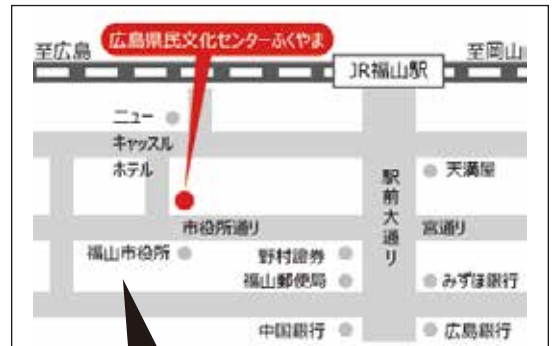 広島県民文化センターふくやま
至広島
至岡山
JR福山駅
ニュー
キャッスル
ホテル
天満屋
駅前大通り
市役所通り
宮通り
福山市役所
野村證券
福山郵便局
みずほ銀行
中国銀行
広島銀行